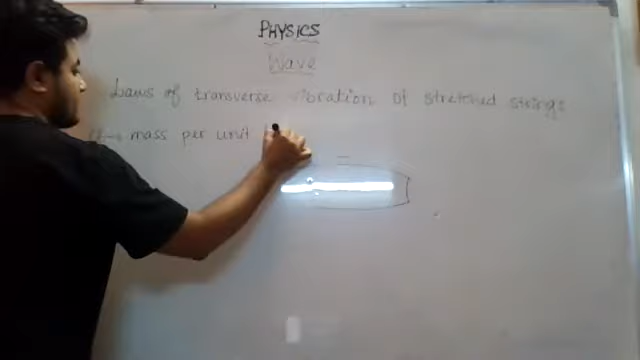 PHYSICS
Wave
Laws of transverse vibration of stretched strings
μ → mass per unit